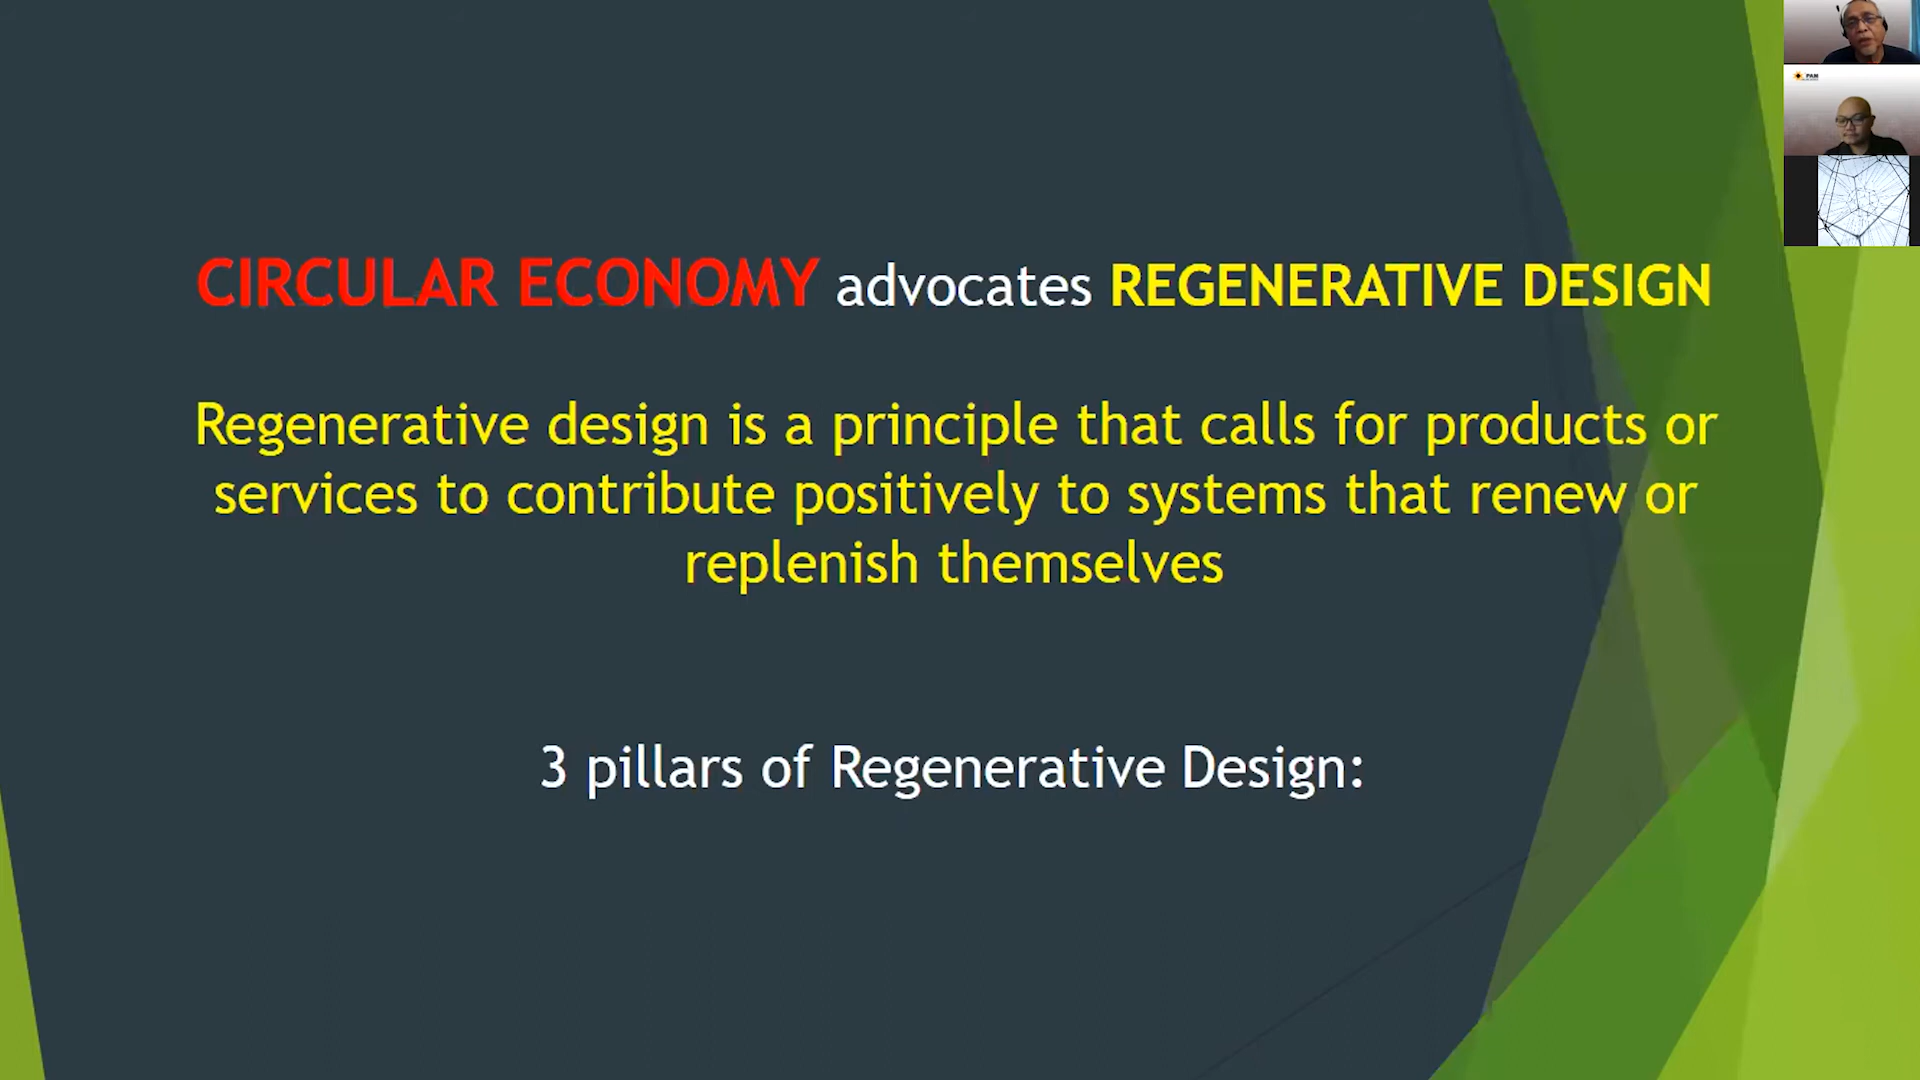 CIRCULAR ECONOMY advocates REGENERATIVE DESIGN
Regenerative design is a principle that calls for products or
services to contribute positively to systems that renew or
replenish themselves
3 pillars of Regenerative Design:
PAM